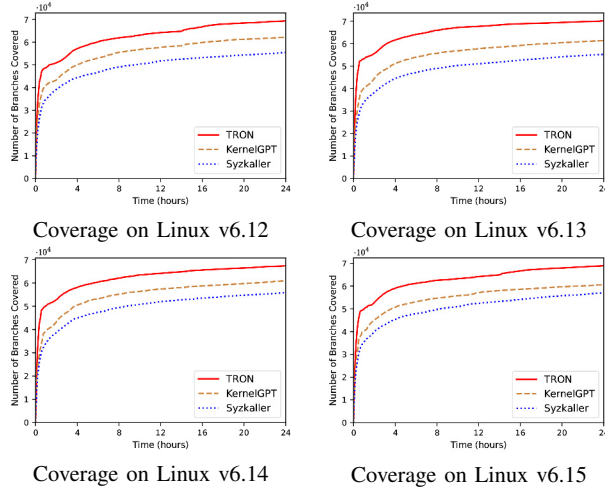 ·10⁴
7
6
5
4
3
2
1
0
Number of Branches Covered
TRON
KernelGPT
Syzkaller
0 4 8 12 16 20 24
Time (hours)
Coverage on Linux v6.12
·10⁴
7
6
5
4
3
2
1
0
Number of Branches Covered
TRON
KernelGPT
Syzkaller
0 4 8 12 16 20 24
Time (hours)
Coverage on Linux v6.13
·10⁴
7
6
5
4
3
2
1
0
Number of Branches Covered
TRON
KernelGPT
Syzkaller
0 4 8 12 16 20 24
Time (hours)
Coverage on Linux v6.14
·10⁴
7
6
5
4
3
2
1
0
Number of Branches Covered
TRON
KernelGPT
Syzkaller
0 4 8 12 16 20 24
Time (hours)
Coverage on Linux v6.15